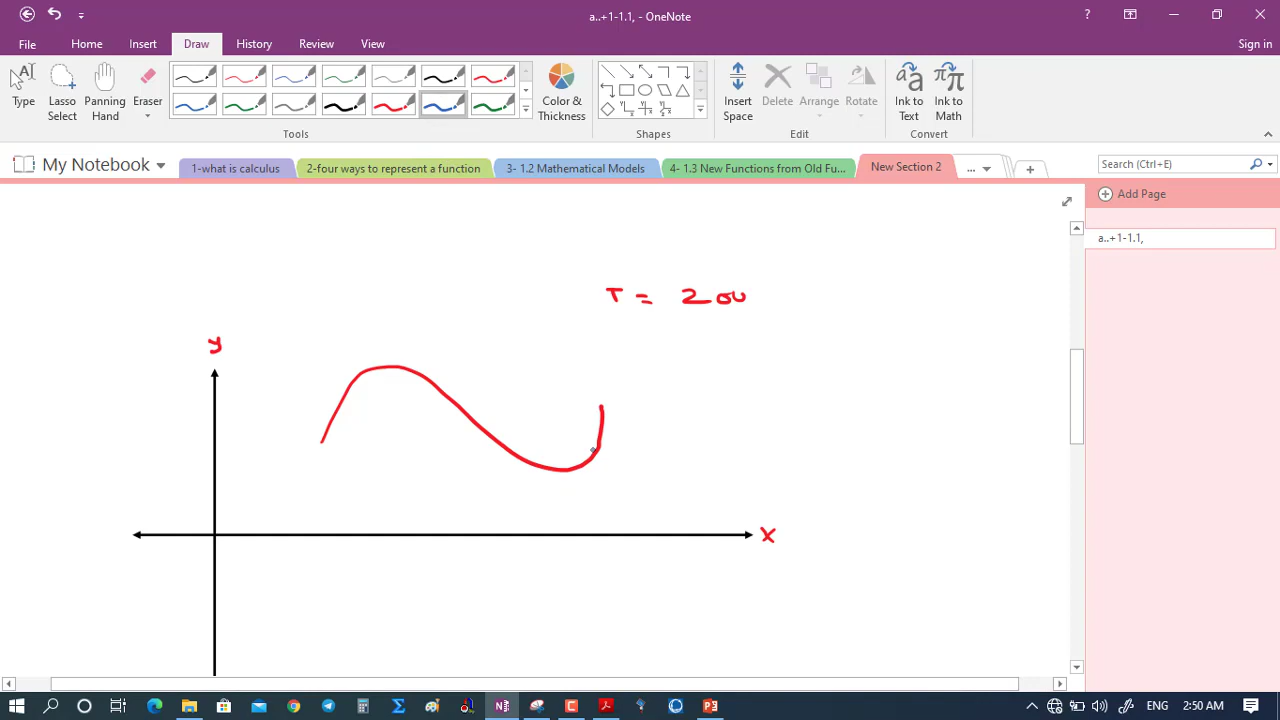 a..+1-1.1, - OneNote
?
File
Home
Insert
Draw
History
Review
View
Sign in
Type
Lasso Select
Panning Hand
Eraser
Color & Thickness
Insert Space
Delete
Arrange
Rotate
Ink to Text
Ink to Math
Tools
Shapes
Edit
Convert
My Notebook
1-what is calculus
2-four ways to represent a function
3- 1.2 Mathematical Models
4- 1.3 New Functions from Old Fu...
New Section 2
...
Search (Ctrl+E)
Add Page
a..+1-1.1,
T = 200
y
x
ENG
2:50 AM